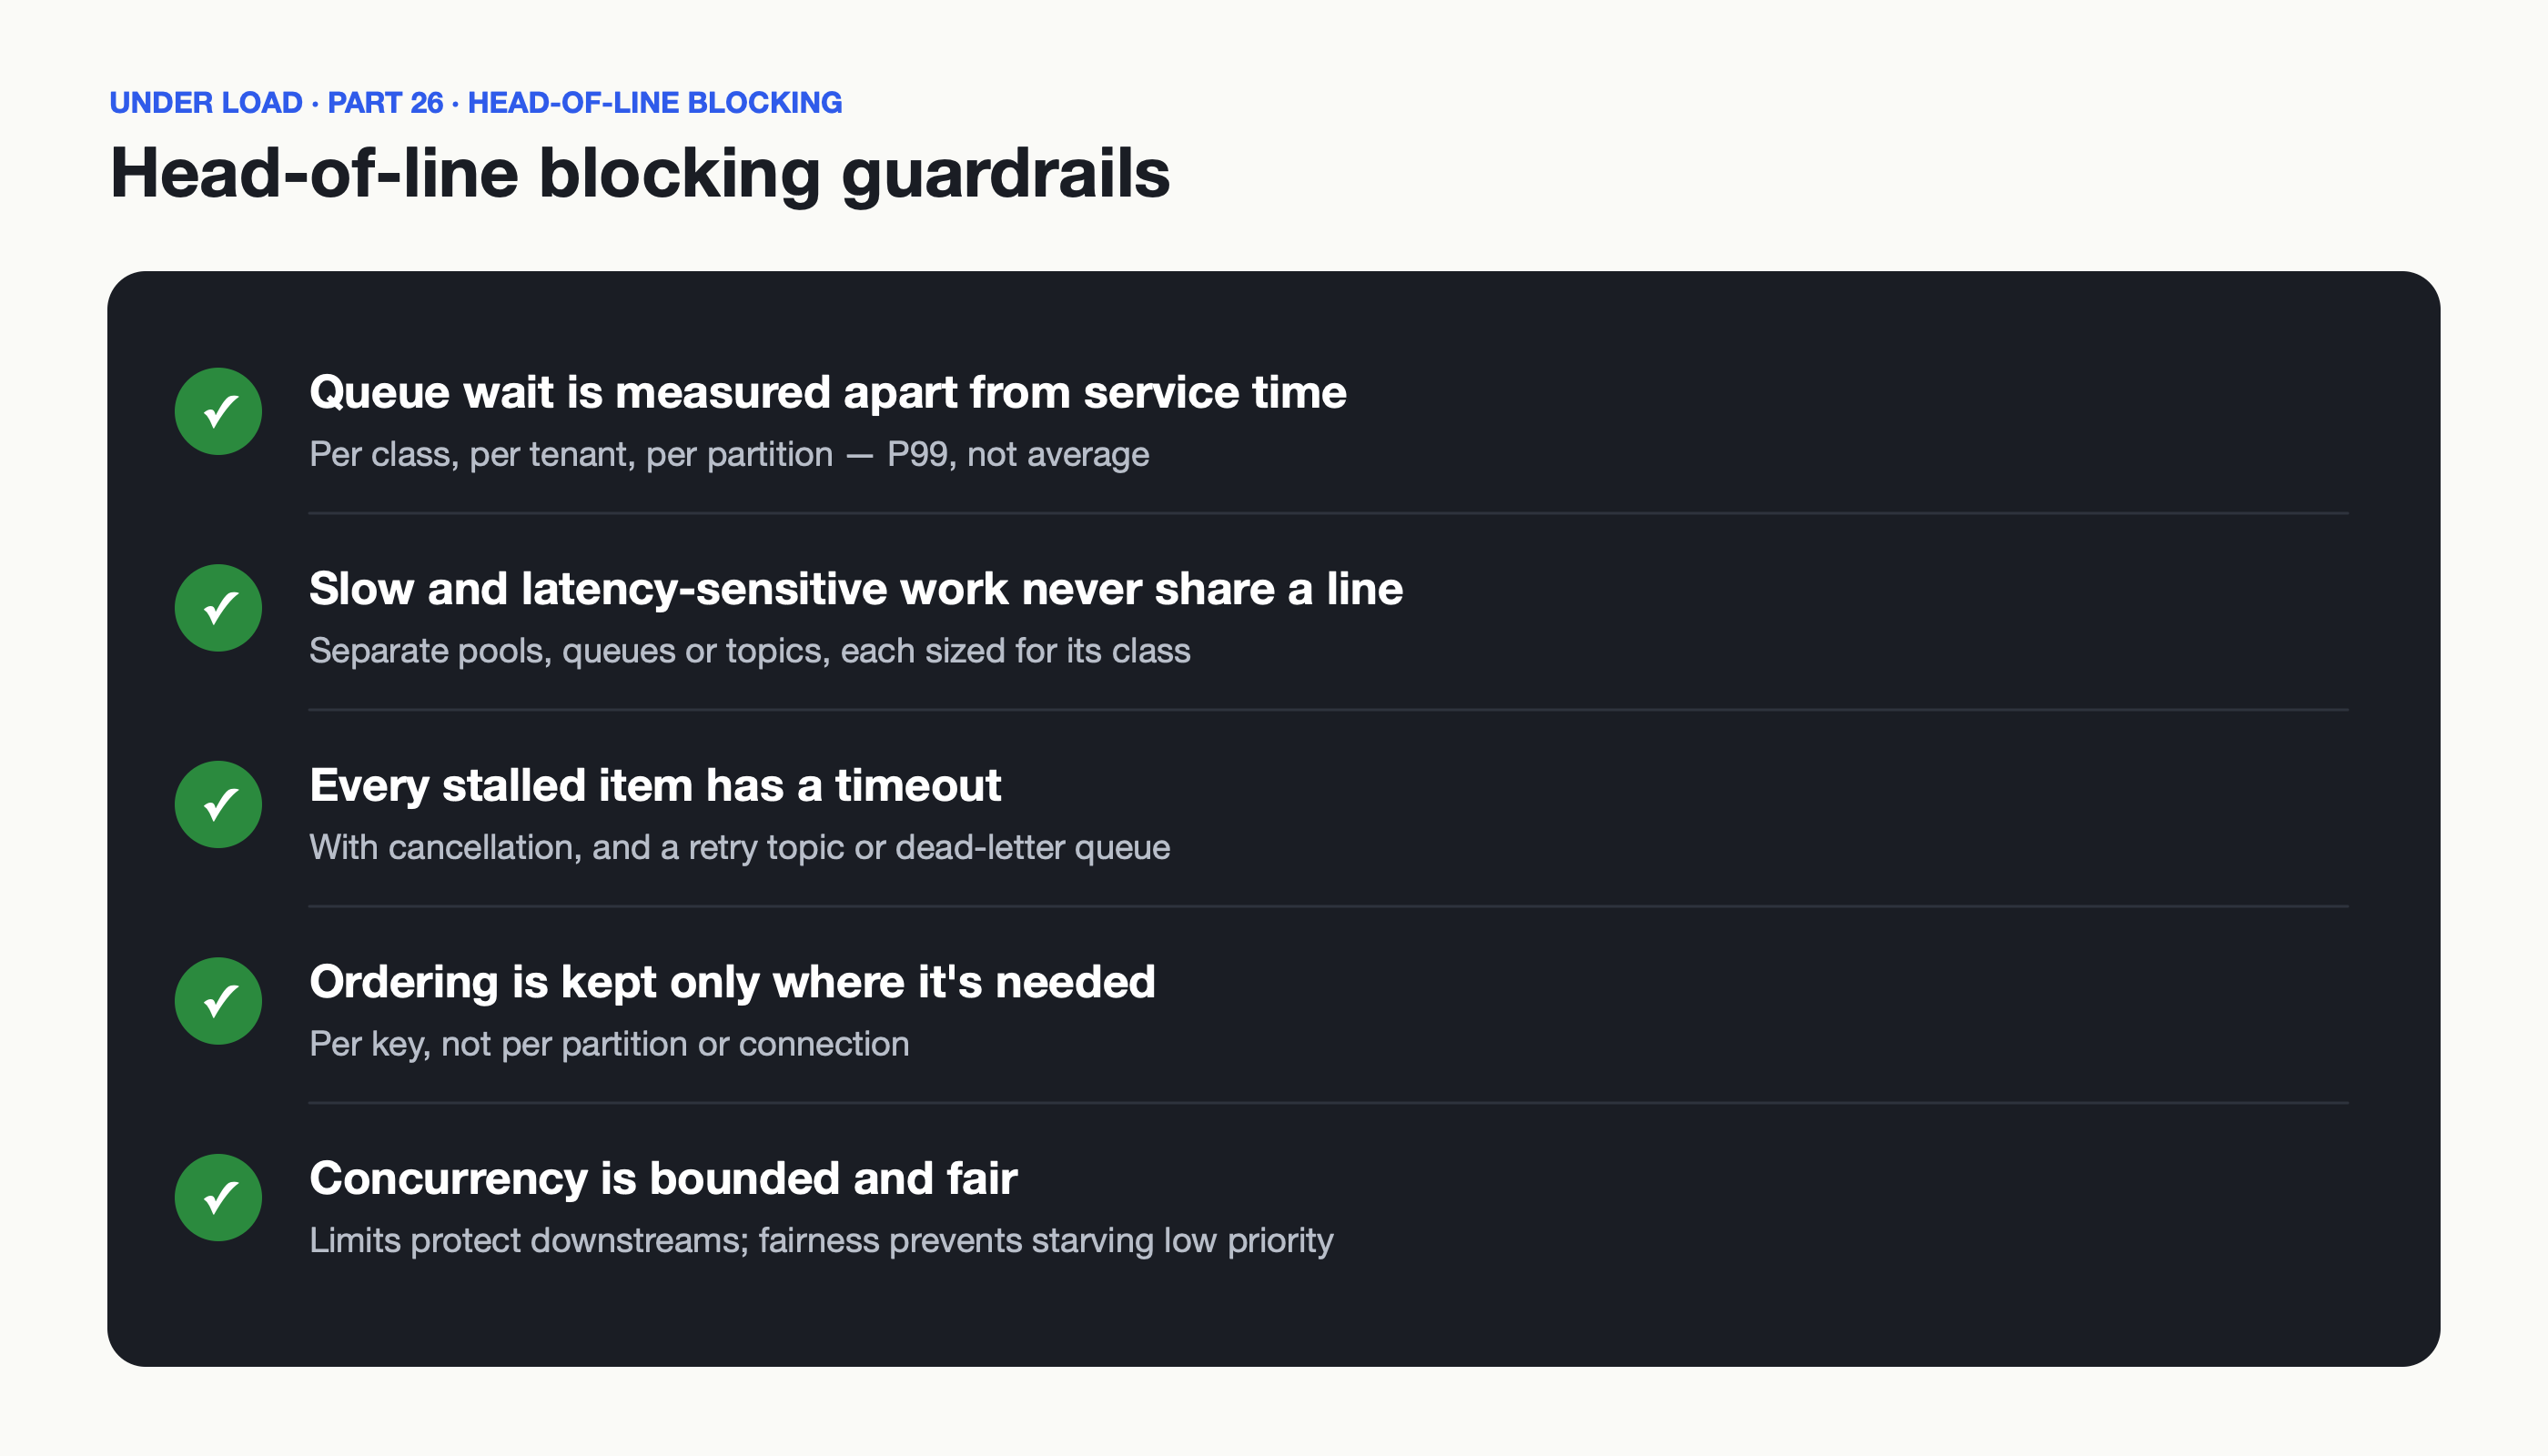 UNDER LOAD · PART 26 · HEAD-OF-LINE BLOCKING
Head-of-line blocking guardrails
Queue wait is measured apart from service time
Per class, per tenant, per partition — P99, not average
Slow and latency-sensitive work never share a line
Separate pools, queues or topics, each sized for its class
Every stalled item has a timeout
With cancellation, and a retry topic or dead-letter queue
Ordering is kept only where it's needed
Per key, not per partition or connection
Concurrency is bounded and fair
Limits protect downstreams; fairness prevents starving low priority